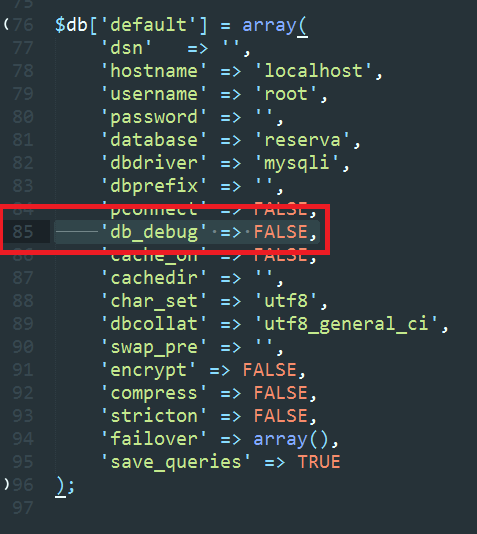 75
76 $db['default'] = array(
77 'dsn' => '',
78 'hostname' => 'localhost',
79 'username' => 'root',
80 'password' => '',
81 'database' => 'reserva',
82 'dbdriver' => 'mysqli',
83 'dbprefix' => '',
84 'pconnect' => FALSE,
85 'db_debug' => FALSE,
86 'cache_on' => FALSE,
87 'cachedir' => '',
88 'char_set' => 'utf8',
89 'dbcollat' => 'utf8_general_ci',
90 'swap_pre' => '',
91 'encrypt' => FALSE,
92 'compress' => FALSE,
93 'stricton' => FALSE,
94 'failover' => array(),
95 'save_queries' => TRUE
96 );
97